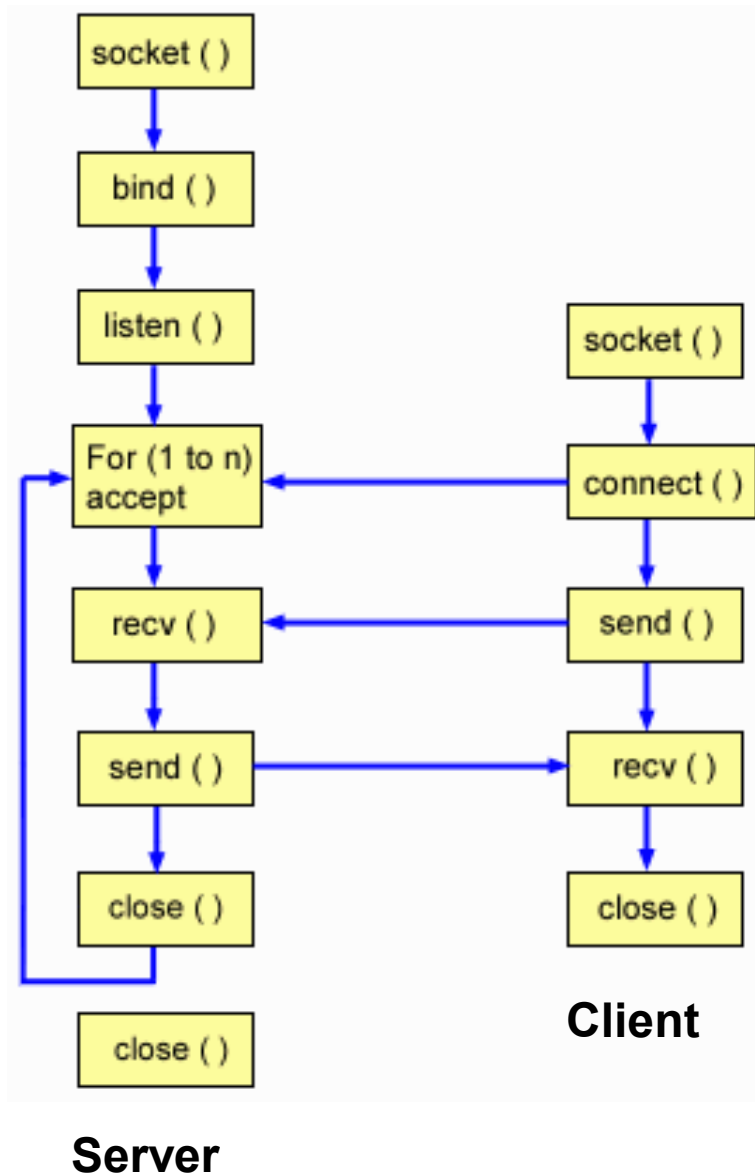 socket ( )
bind ( )
listen ( )
For (1 to n)
accept
recv ( )
send ( )
close ( )
close ( )
Server
socket ( )
connect ( )
send ( )
recv ( )
close ( )
Client